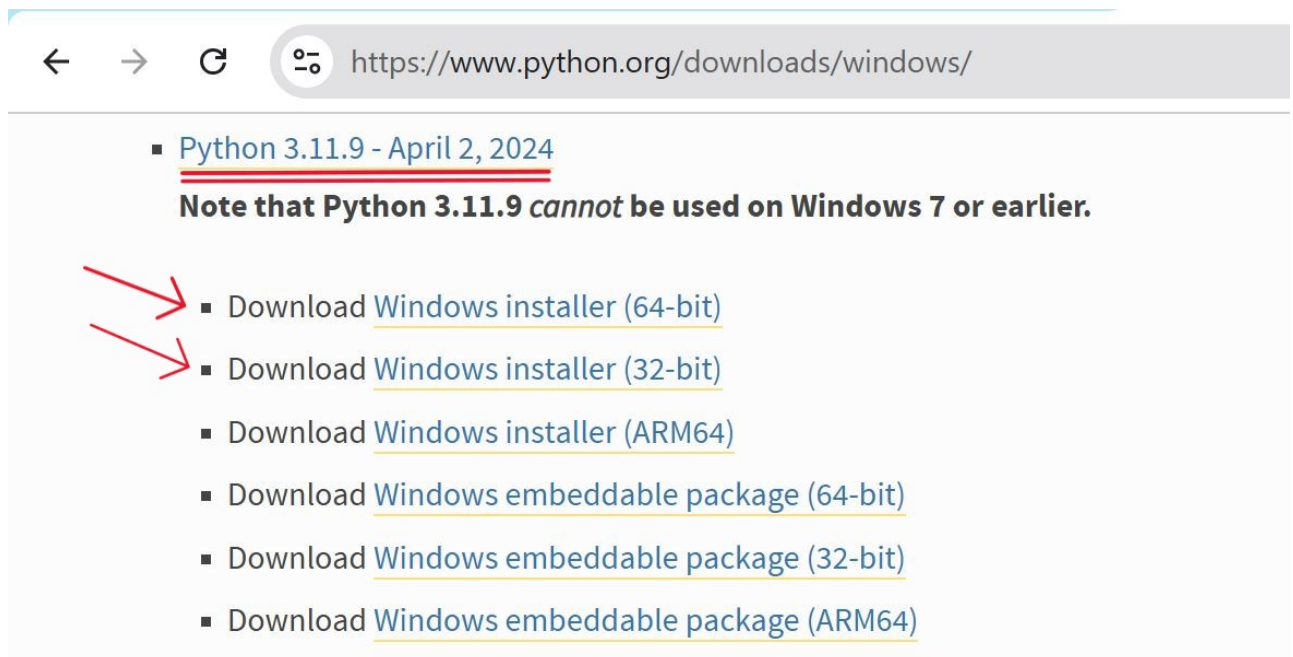 https://www.python.org/downloads/windows/
Python 3.11.9 - April 2, 2024
Note that Python 3.11.9 cannot be used on Windows 7 or earlier.
Download Windows installer (64-bit)
Download Windows installer (32-bit)
Download Windows installer (ARM64)
Download Windows embeddable package (64-bit)
Download Windows embeddable package (32-bit)
Download Windows embeddable package (ARM64)